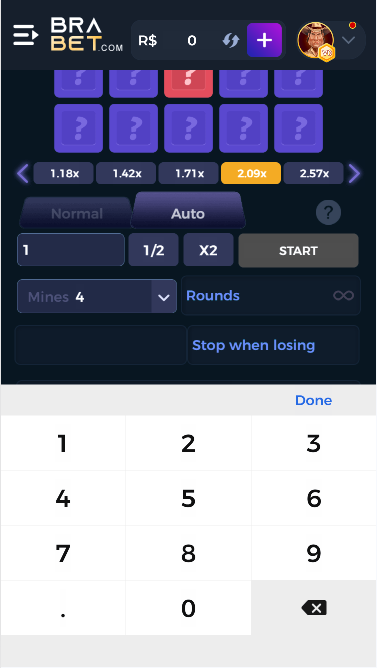 BRA
BET.COM
R$ 0 +
? ? ? ? ?
? ? ? ? ?
1.18x 1.42x 1.71x 2.09x 2.57x
Normal Auto ?
1 1/2 X2 START
Mines 4 Rounds ∞
Stop when losing
Done
1 2 3
4 5 6
7 8 9
. 0